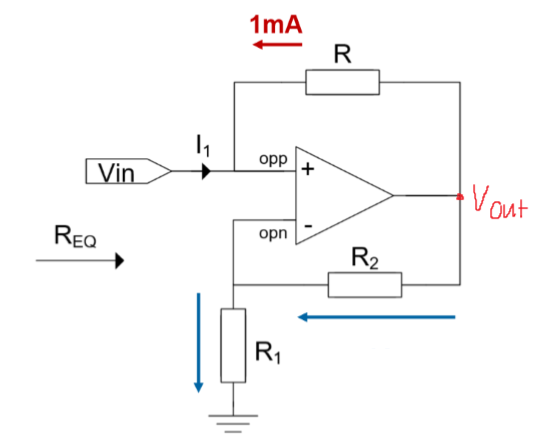 1mA
R
I₁
opp
+
Vin
Vout
-
opn
REQ
R₂
R₁